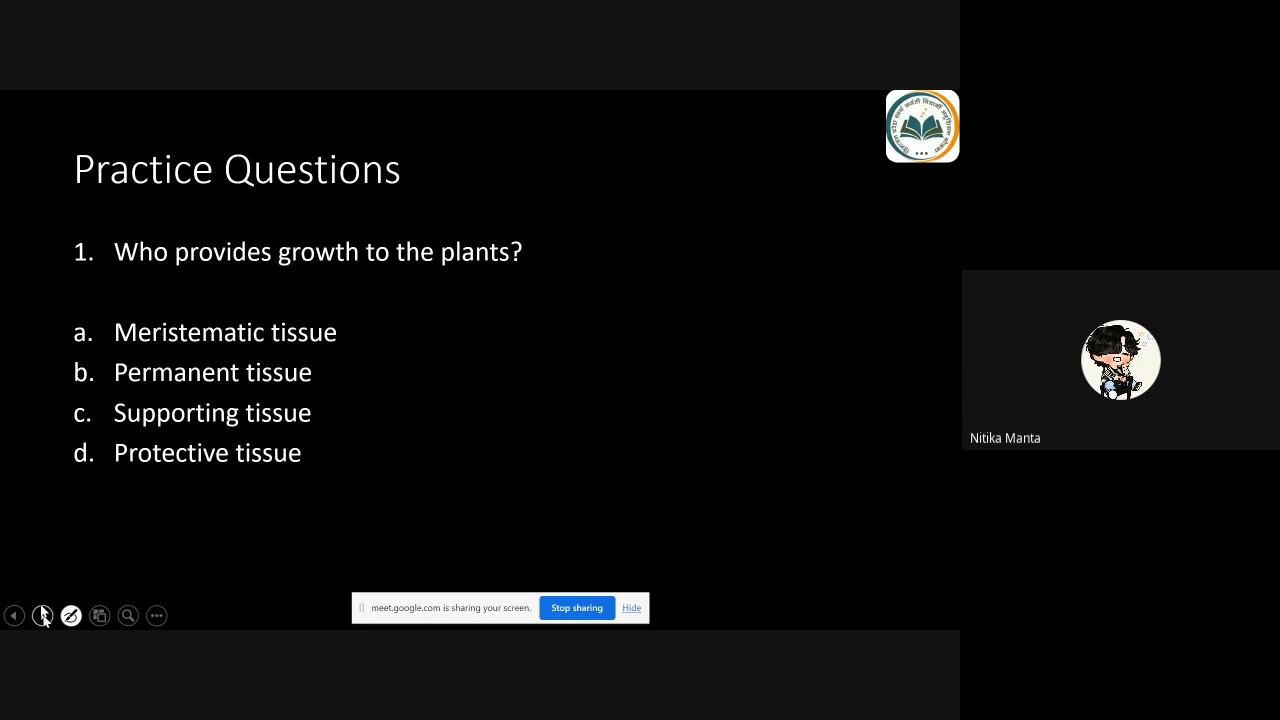 Practice Questions
1. Who provides growth to the plants?
a. Meristematic tissue
b. Permanent tissue
c. Supporting tissue
d. Protective tissue
Nitika Manta
meet.google.com is sharing your screen. Stop sharing Hide